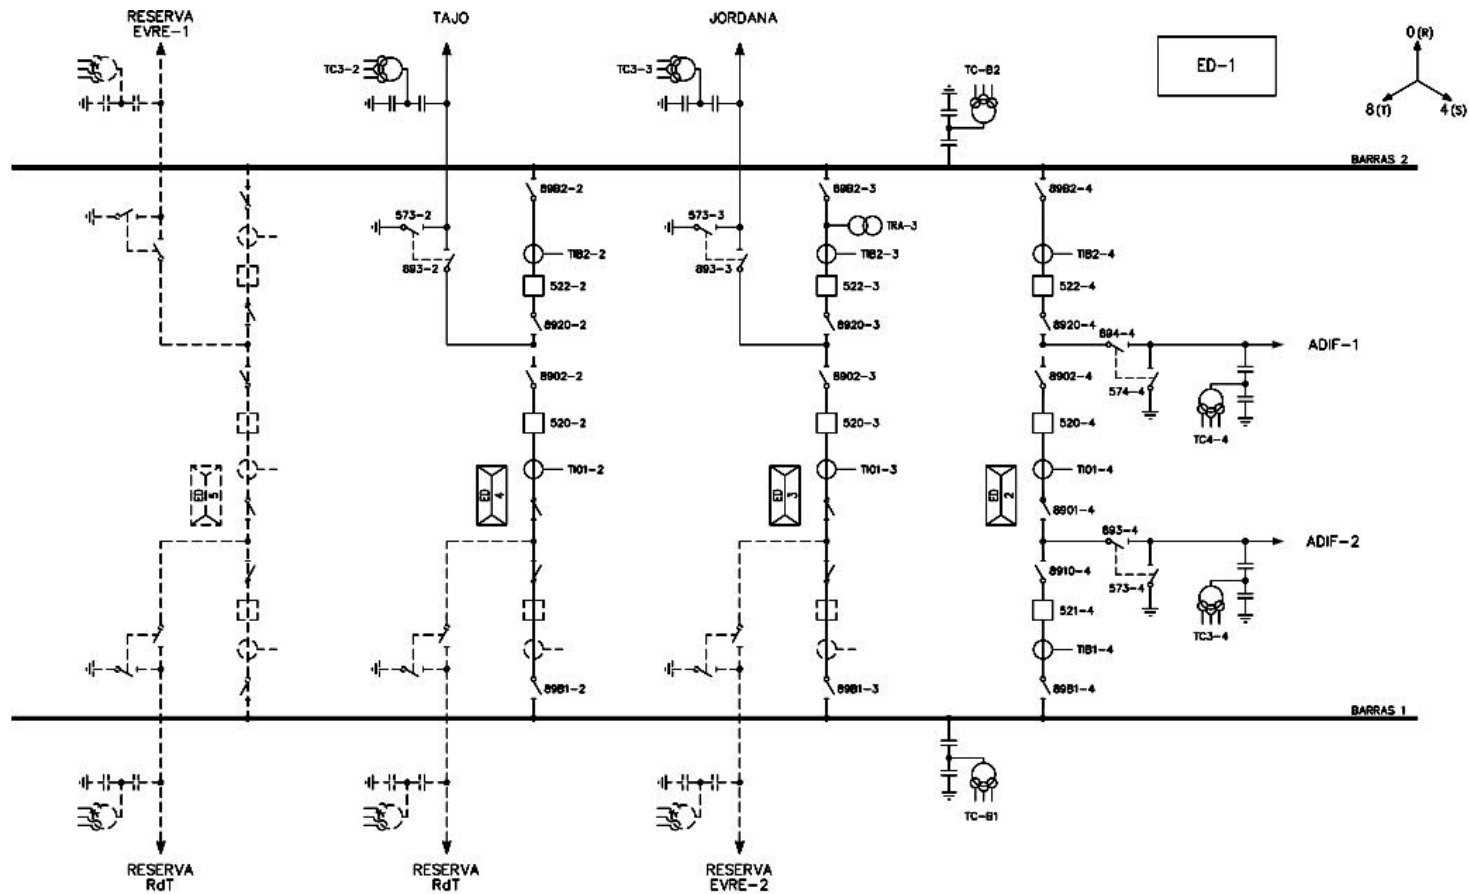 RESERVA
EVRE-1
TAJO
JORDANA
ED-1
0 (R)
8 (T)
4 (S)
TC3-2
TC3-3
TC-B2
BARRAS 2
89B2-2
89B2-3
89B2-4
573-2
573-3
TRA-3
893-2
893-3
TIB2-2
TIB2-3
TIB2-4
522-2
522-3
522-4
8920-2
8920-3
8920-4
894-4
ADIF-1
8902-2
8902-3
8902-4
574-4
520-2
520-3
520-4
TC4-4
TI01-2
TI01-3
TI01-4
ED
5
ED
4
ED
3
ED
2
8901-4
893-4
ADIF-2
8910-4
573-4
521-4
TC3-4
TIB1-4
89B1-2
89B1-3
89B1-4
BARRAS 1
TC-B1
RESERVA
RdT
RESERVA
RdT
RESERVA
EVRE-2